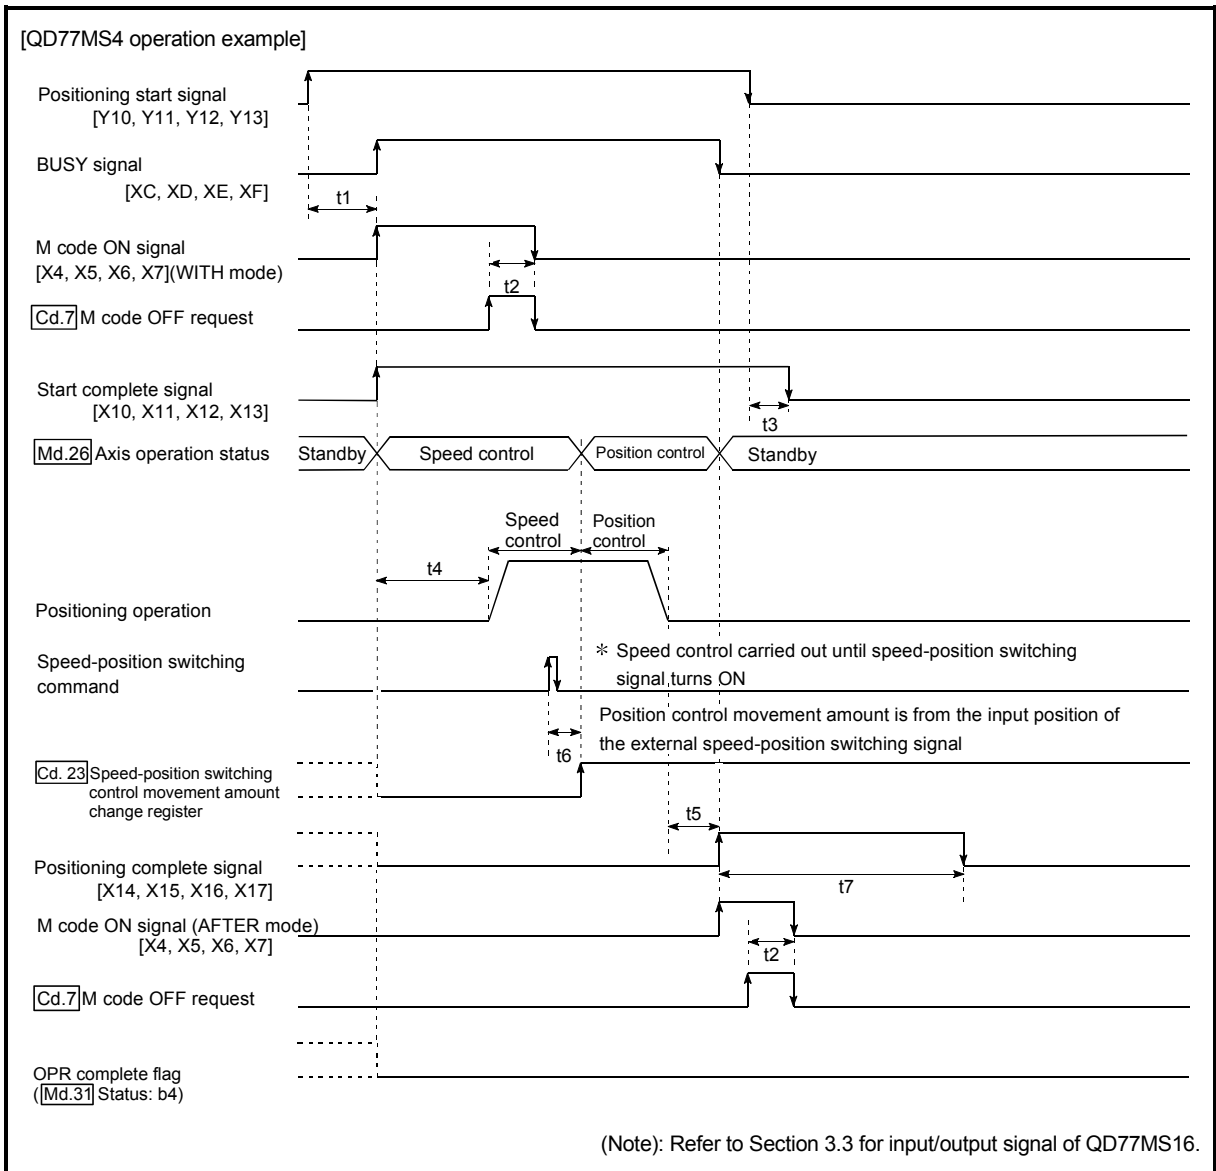 [QD77MS4 operation example]
Positioning start signal
[Y10, Y11, Y12, Y13]
BUSY signal
[XC, XD, XE, XF]
t1
M code ON signal
[X4, X5, X6, X7](WITH mode)
t2
Cd.7 M code OFF request
Start complete signal
[X10, X11, X12, X13]
t3
Md.26 Axis operation status
Standby
Speed control
Position control
Standby
Speed control
Position control
t4
Positioning operation
Speed-position switching
command
* Speed control carried out until speed-position switching
signal turns ON
Position control movement amount is from the input position of
the external speed-position switching signal
t6
Cd. 23 Speed-position switching
control movement amount
change register
t5
Positioning complete signal
[X14, X15, X16, X17]
t7
M code ON signal (AFTER mode)
[X4, X5, X6, X7]
t2
Cd.7 M code OFF request
OPR complete flag
( Md.31 Status: b4)
(Note): Refer to Section 3.3 for input/output signal of QD77MS16.